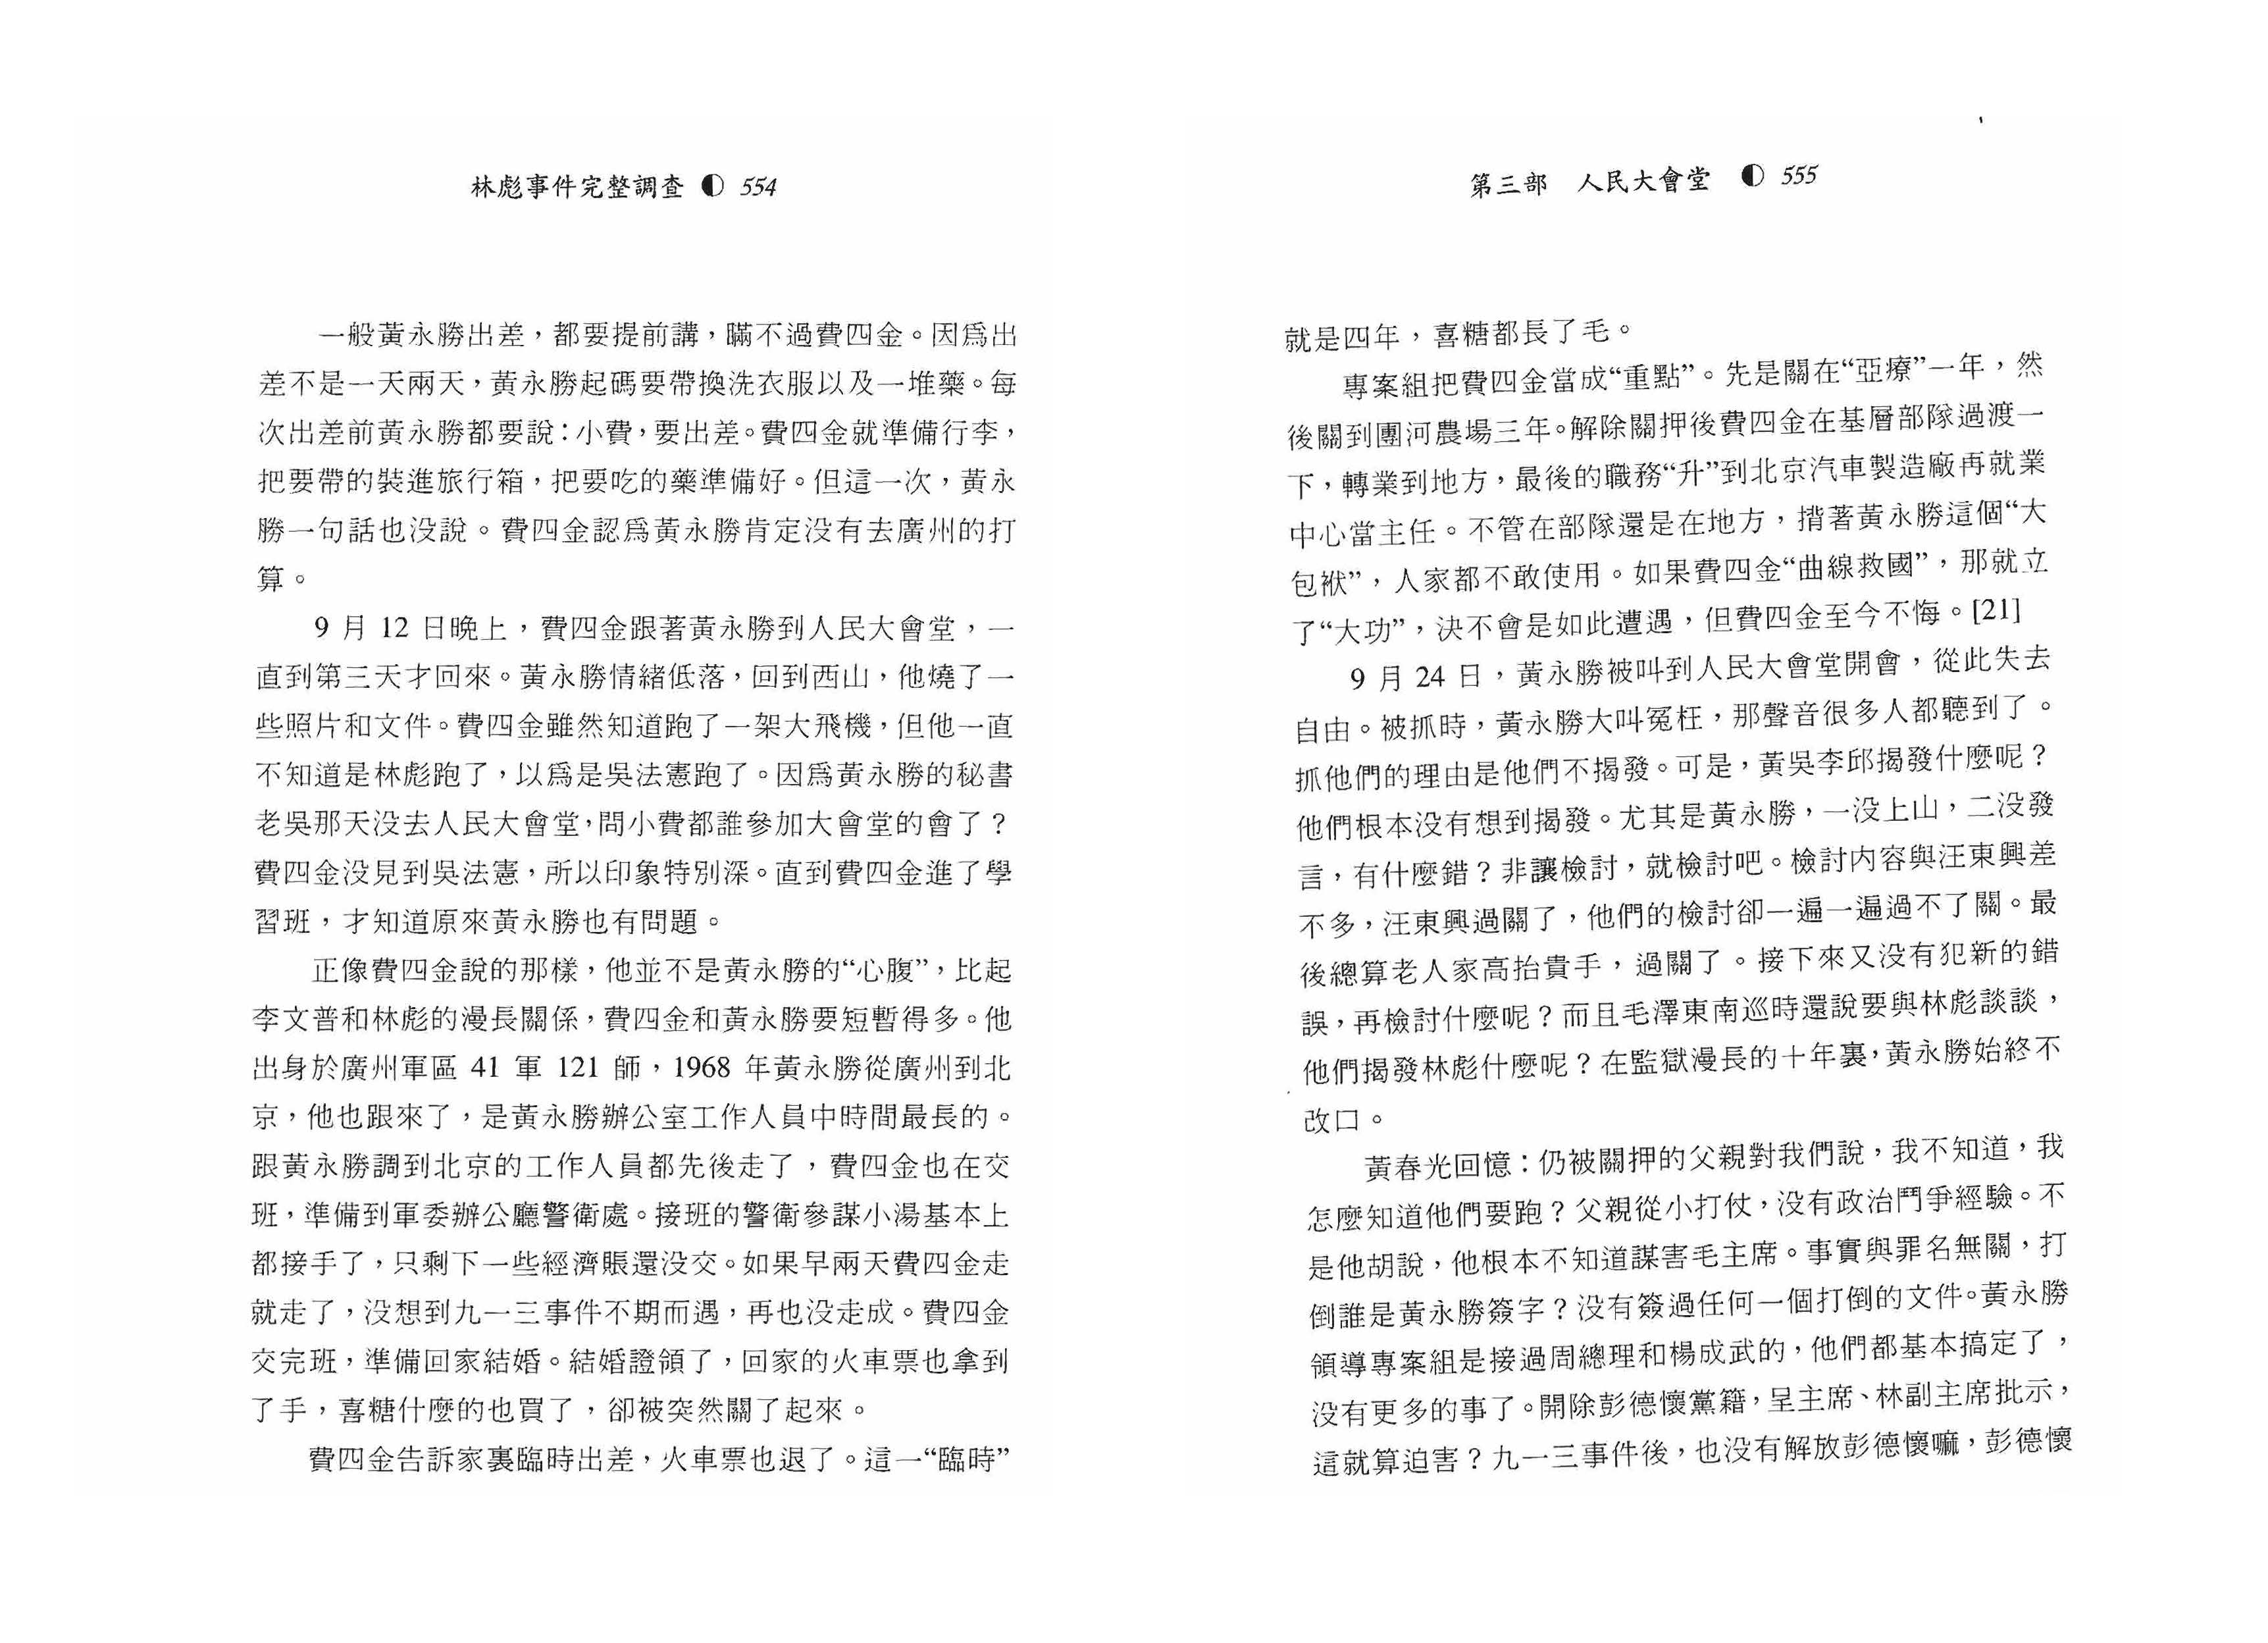 林彪事件完整調查 ◐ 554
一般黃永勝出差，都要提前講，瞞不過費四金。因爲出
差不是一天兩天，黃永勝起碼要帶換洗衣服以及一堆藥。每
次出差前黃永勝都要說：小費，要出差。費四金就準備行李，
把要帶的裝進旅行箱，把要吃的藥準備好。但這一次，黃永
勝一句話也没說。費四金認爲黃永勝肯定没有去廣州的打
算。
9 月 12 日晚上，費四金跟著黃永勝到人民大會堂，一
直到第三天才回來。黃永勝情緒低落，回到西山，他燒了一
些照片和文件。費四金雖然知道跑了一架大飛機，但他一直
不知道是林彪跑了，以爲是吳法憲跑了。因爲黃永勝的秘書
老吳那天没去人民大會堂，問小費都誰參加大會堂的會了？
費四金没見到吳法憲，所以印象特別深。直到費四金進了學
習班，才知道原來黃永勝也有問題。
正像費四金說的那樣，他並不是黃永勝的“心腹”，比起
李文普和林彪的漫長關係，費四金和黃永勝要短暫得多。他
出身於廣州軍區 41 軍 121 師，1968 年黃永勝從廣州到北
京，他也跟來了，是黃永勝辦公室工作人員中時間最長的。
跟黃永勝調到北京的工作人員都先後走了，費四金也在交
班，準備到軍委辦公廳警衛處。接班的警衛參謀小湯基本上
都接手了，只剩下一些經濟賬還没交。如果早兩天費四金走
就走了，没想到九一三事件不期而遇，再也没走成。費四金
交完班，準備回家結婚。結婚證領了，回家的火車票也拿到
了手，喜糖什麼的也買了，卻被突然關了起來。
費四金告訴家裏臨時出差，火車票也退了。這一“臨時”
第三部 人民大會堂 ◐ 555
就是四年，喜糖都長了毛。
專案組把費四金當成“重點”。先是關在“亞療”一年，然
後關到團河農場三年。解除關押後費四金在基層部隊過渡一
下，轉業到地方，最後的職務“升”到北京汽車製造廠再就業
中心當主任。不管在部隊還是在地方，揹著黃永勝這個“大
包袱”，人家都不敢使用。如果費四金“曲線救國”，那就立
了“大功”，決不會是如此遭遇，但費四金至今不悔。[21]
9 月 24 日，黃永勝被叫到人民大會堂開會，從此失去
自由。被抓時，黃永勝大叫冤枉，那聲音很多人都聽到了。
抓他們的理由是他們不揭發。可是，黃吳李邱揭發什麼呢？
他們根本没有想到揭發。尤其是黃永勝，一没上山，二没發
言，有什麼錯？非讓檢討，就檢討吧。檢討内容與汪東興差
不多，汪東興過關了，他們的檢討卻一遍一遍過不了關。最
後總算老人家高抬貴手，過關了。接下來又没有犯新的錯
誤，再檢討什麼呢？而且毛澤東南巡時還說要與林彪談談，
他們揭發林彪什麼呢？在監獄漫長的十年裏，黃永勝始終不
改口。
黃春光回憶：仍被關押的父親對我們說，我不知道，我
怎麼知道他們要跑？父親從小打仗，没有政治鬥爭經驗。不
是他胡說，他根本不知道謀害毛主席。事實與罪名無關，打
倒誰是黃永勝簽字？没有簽過任何一個打倒的文件。黃永勝
領導專案組是接過周總理和楊成武的，他們都基本搞定了，
没有更多的事了。開除彭德懷黨籍，呈主席、林副主席批示，
這就算迫害？九一三事件後，也没有解放彭德懷嘛，彭德懷